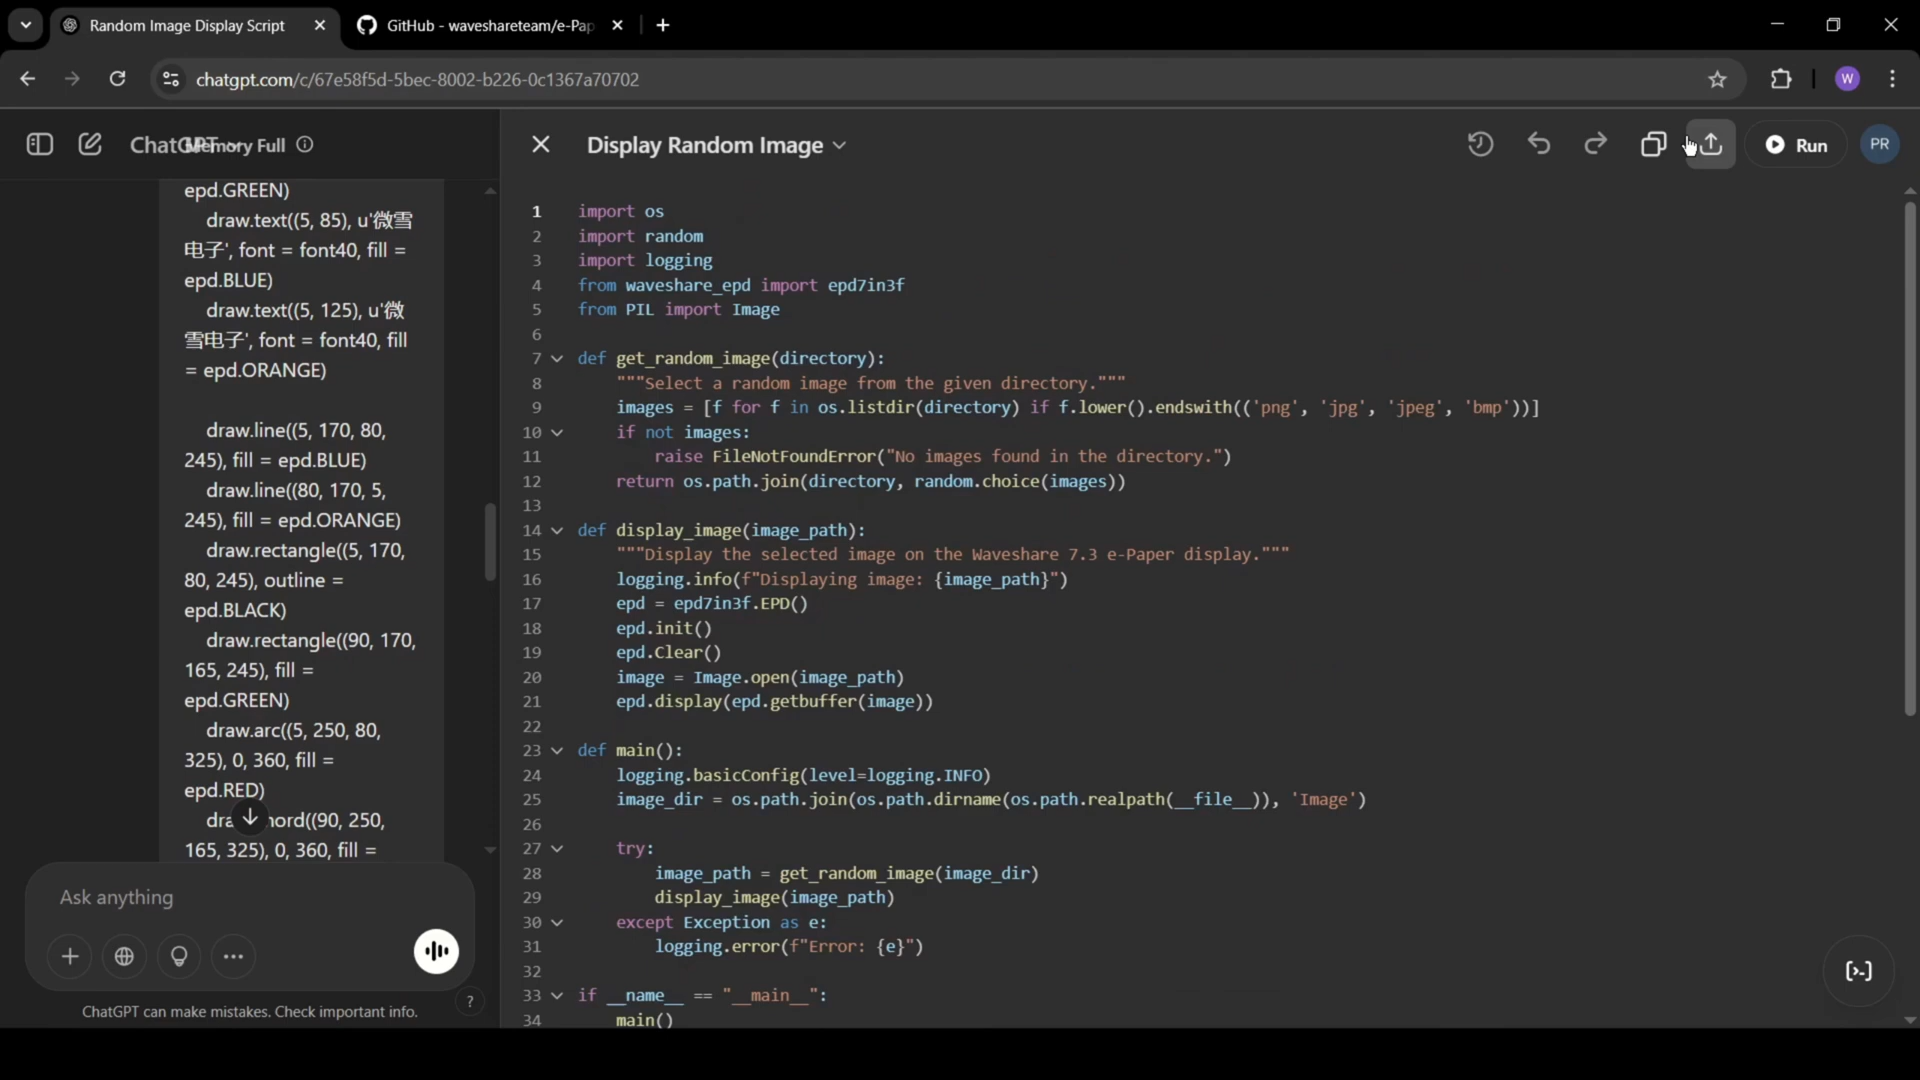 Random Image Display Script
GitHub - waveshareteam/e-Pap
chatgpt.com/c/67e58f5d-5bec-8002-b226-0c1367a70702
W
ChatGPT
Memory Full
epd.GREEN)
draw.text((5, 85), u'微雪
电子', font = font40, fill =
epd.BLUE)
draw.text((5, 125), u'微
雪电子', font = font40, fill
= epd.ORANGE)
draw.line((5, 170, 80,
245), fill = epd.BLUE)
draw.line((80, 170, 5,
245), fill = epd.ORANGE)
draw.rectangle((5, 170,
80, 245), outline =
epd.BLACK)
draw.rectangle((90, 170,
165, 245), fill =
epd.GREEN)
draw.arc((5, 250, 80,
325), 0, 360, fill =
epd.RED)
dra hord((90, 250,
165, 325), 0, 360, fill =
Ask anything
ChatGPT can make mistakes. Check important info.
?
Display Random Image
Run
PR
1 import os
2 import random
3 import logging
4 from waveshare_epd import epd7in3f
5 from PIL import Image
6
7 def get_random_image(directory):
8 """Select a random image from the given directory."""
9 images = [f for f in os.listdir(directory) if f.lower().endswith(('png', 'jpg', 'jpeg', 'bmp'))]
10 if not images:
11 raise FileNotFoundError("No images found in the directory.")
12 return os.path.join(directory, random.choice(images))
13
14 def display_image(image_path):
15 """Display the selected image on the Waveshare 7.3 e-Paper display."""
16 logging.info(f"Displaying image: {image_path}")
17 epd = epd7in3f.EPD()
18 epd.init()
19 epd.Clear()
20 image = Image.open(image_path)
21 epd.display(epd.getbuffer(image))
22
23 def main():
24 logging.basicConfig(level=logging.INFO)
25 image_dir = os.path.join(os.path.dirname(os.path.realpath(__file__)), 'Image')
26
27 try:
28 image_path = get_random_image(image_dir)
29 display_image(image_path)
30 except Exception as e:
31 logging.error(f"Error: {e}")
32
33 if __name__ == "__main__":
34 main()